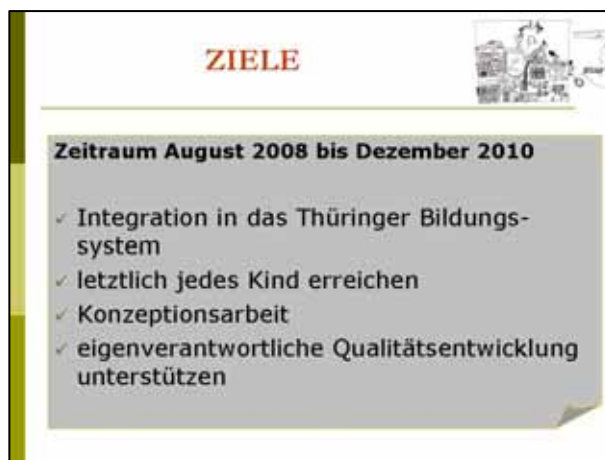 ZIELE
Zeitraum August 2008 bis Dezember 2010
Integration in das Thüringer Bildungs-
system
letztlich jedes Kind erreichen
Konzeptionsarbeit
eigenverantwortliche Qualitätsentwicklung
unterstützen